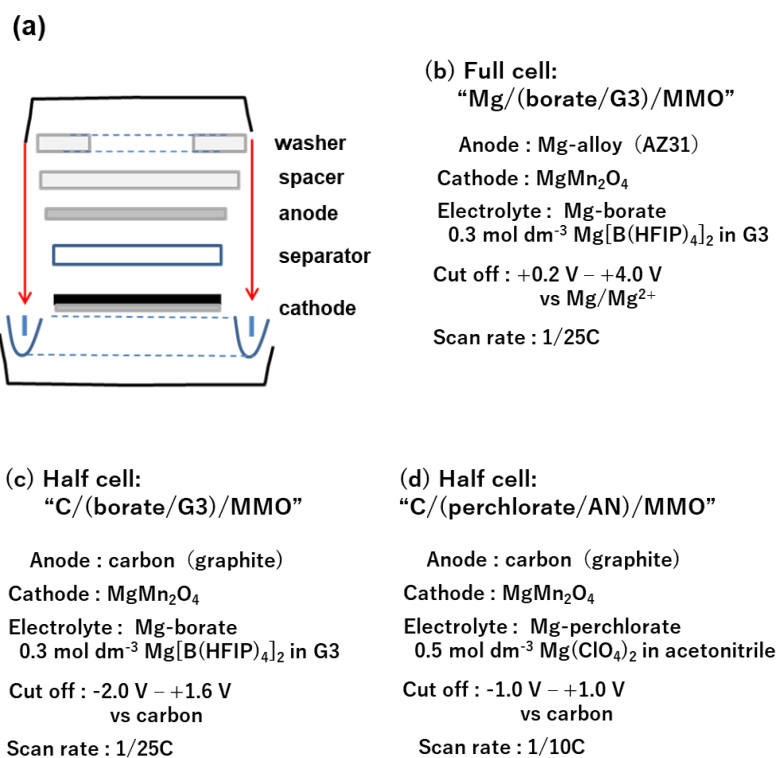 (a)
washer
spacer
anode
separator
cathode
(b) Full cell:
“Mg/(borate/G3)/MMO”
Anode : Mg-alloy（AZ31）
Cathode : MgMn₂O₄
Electrolyte : Mg-borate
0.3 mol dm⁻³ Mg[B(HFIP)₄]₂ in G3
Cut off : +0.2 V – +4.0 V
vs Mg/Mg²⁺
Scan rate : 1/25C
(c) Half cell:
“C/(borate/G3)/MMO”
Anode : carbon（graphite）
Cathode : MgMn₂O₄
Electrolyte : Mg-borate
0.3 mol dm⁻³ Mg[B(HFIP)₄]₂ in G3
Cut off : -2.0 V – +1.6 V
vs carbon
Scan rate : 1/25C
(d) Half cell:
“C/(perchlorate/AN)/MMO”
Anode : carbon（graphite）
Cathode : MgMn₂O₄
Electrolyte : Mg-perchlorate
0.5 mol dm⁻³ Mg(ClO₄)₂ in acetonitrile
Cut off : -1.0 V – +1.0 V
vs carbon
Scan rate : 1/10C